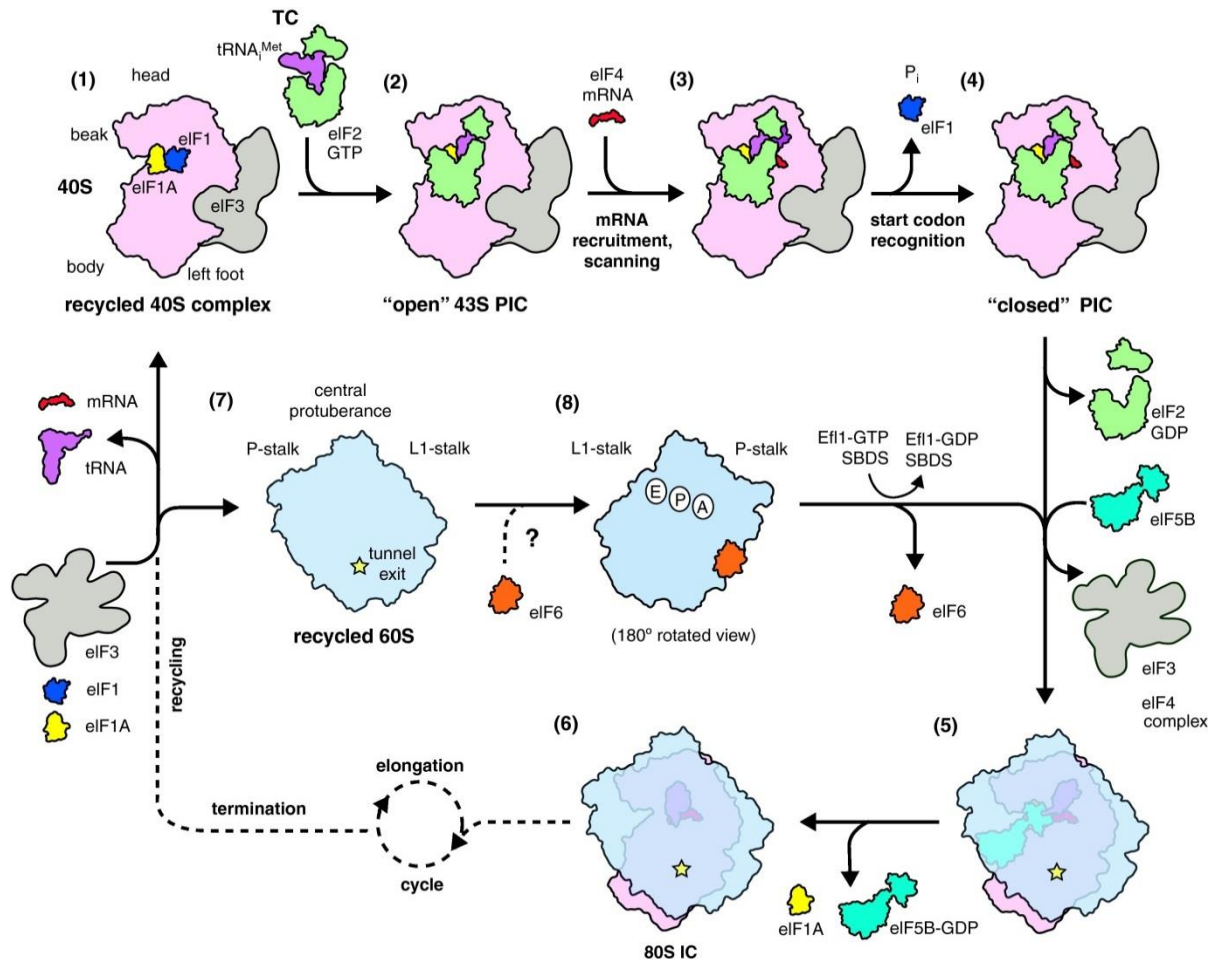 TC
tRNAiMet
(1)
head
(2)
eIF4
mRNA
(3)
Pi
(4)
beak
eIF1
eIF2
GTP
eIF1
40S
eIF1A
eIF3
mRNA
recruitment,
scanning
start codon
recognition
body
left foot
recycled 40S complex
“open” 43S PIC
“closed” PIC
mRNA
tRNA
(7)
central
protuberance
(8)
P-stalk
L1-stalk
L1-stalk
P-stalk
Efl1-GTP
SBDS
Efl1-GDP
SBDS
eIF2
GDP
E P A
eIF5B
?
tunnel
exit
eIF6
eIF6
recycled 60S
(180º rotated view)
eIF3
eIF1
eIF1A
recycling
eIF3
eIF4
complex
(6)
(5)
elongation
termination
cycle
eIF1A
eIF5B-GDP
80S IC